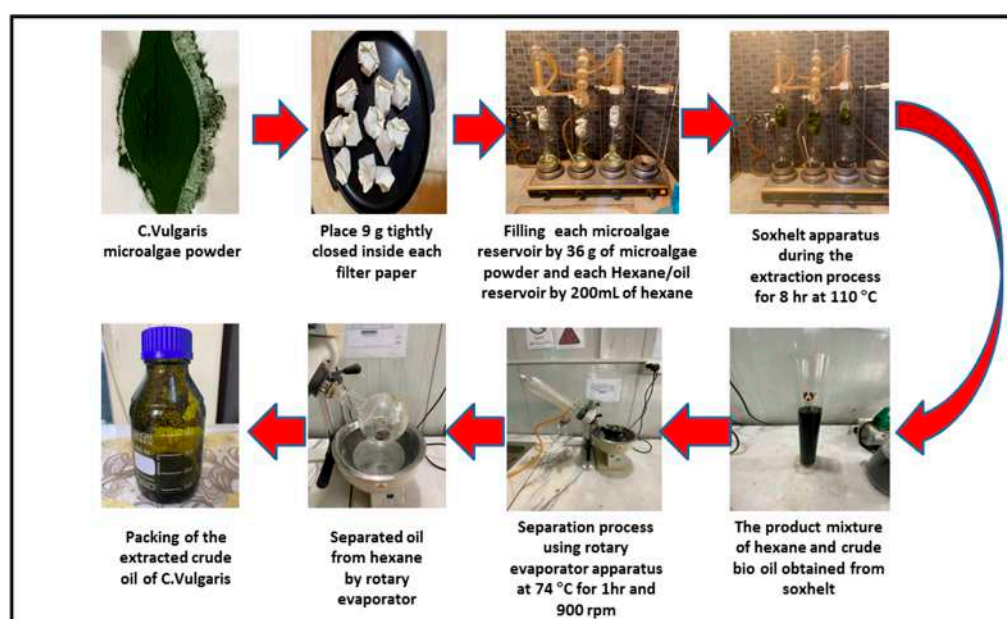 C.Vulgaris
microalgae powder
Place 9 g tightly
closed inside each
filter paper
Filling each microalgae
reservoir by 36 g of microalgae
powder and each Hexane/oil
reservoir by 200mL of hexane
Soxhelt apparatus
during the
extraction process
for 8 hr at 110 °C
The product mixture
of hexane and crude
bio oil obtained from
soxhelt
Separation process
using rotary
evaporator apparatus
at 74 °C for 1hr and
900 rpm
Separated oil
from hexane
by rotary
evaporator
Packing of the
extracted crude
oil of C.Vulgaris